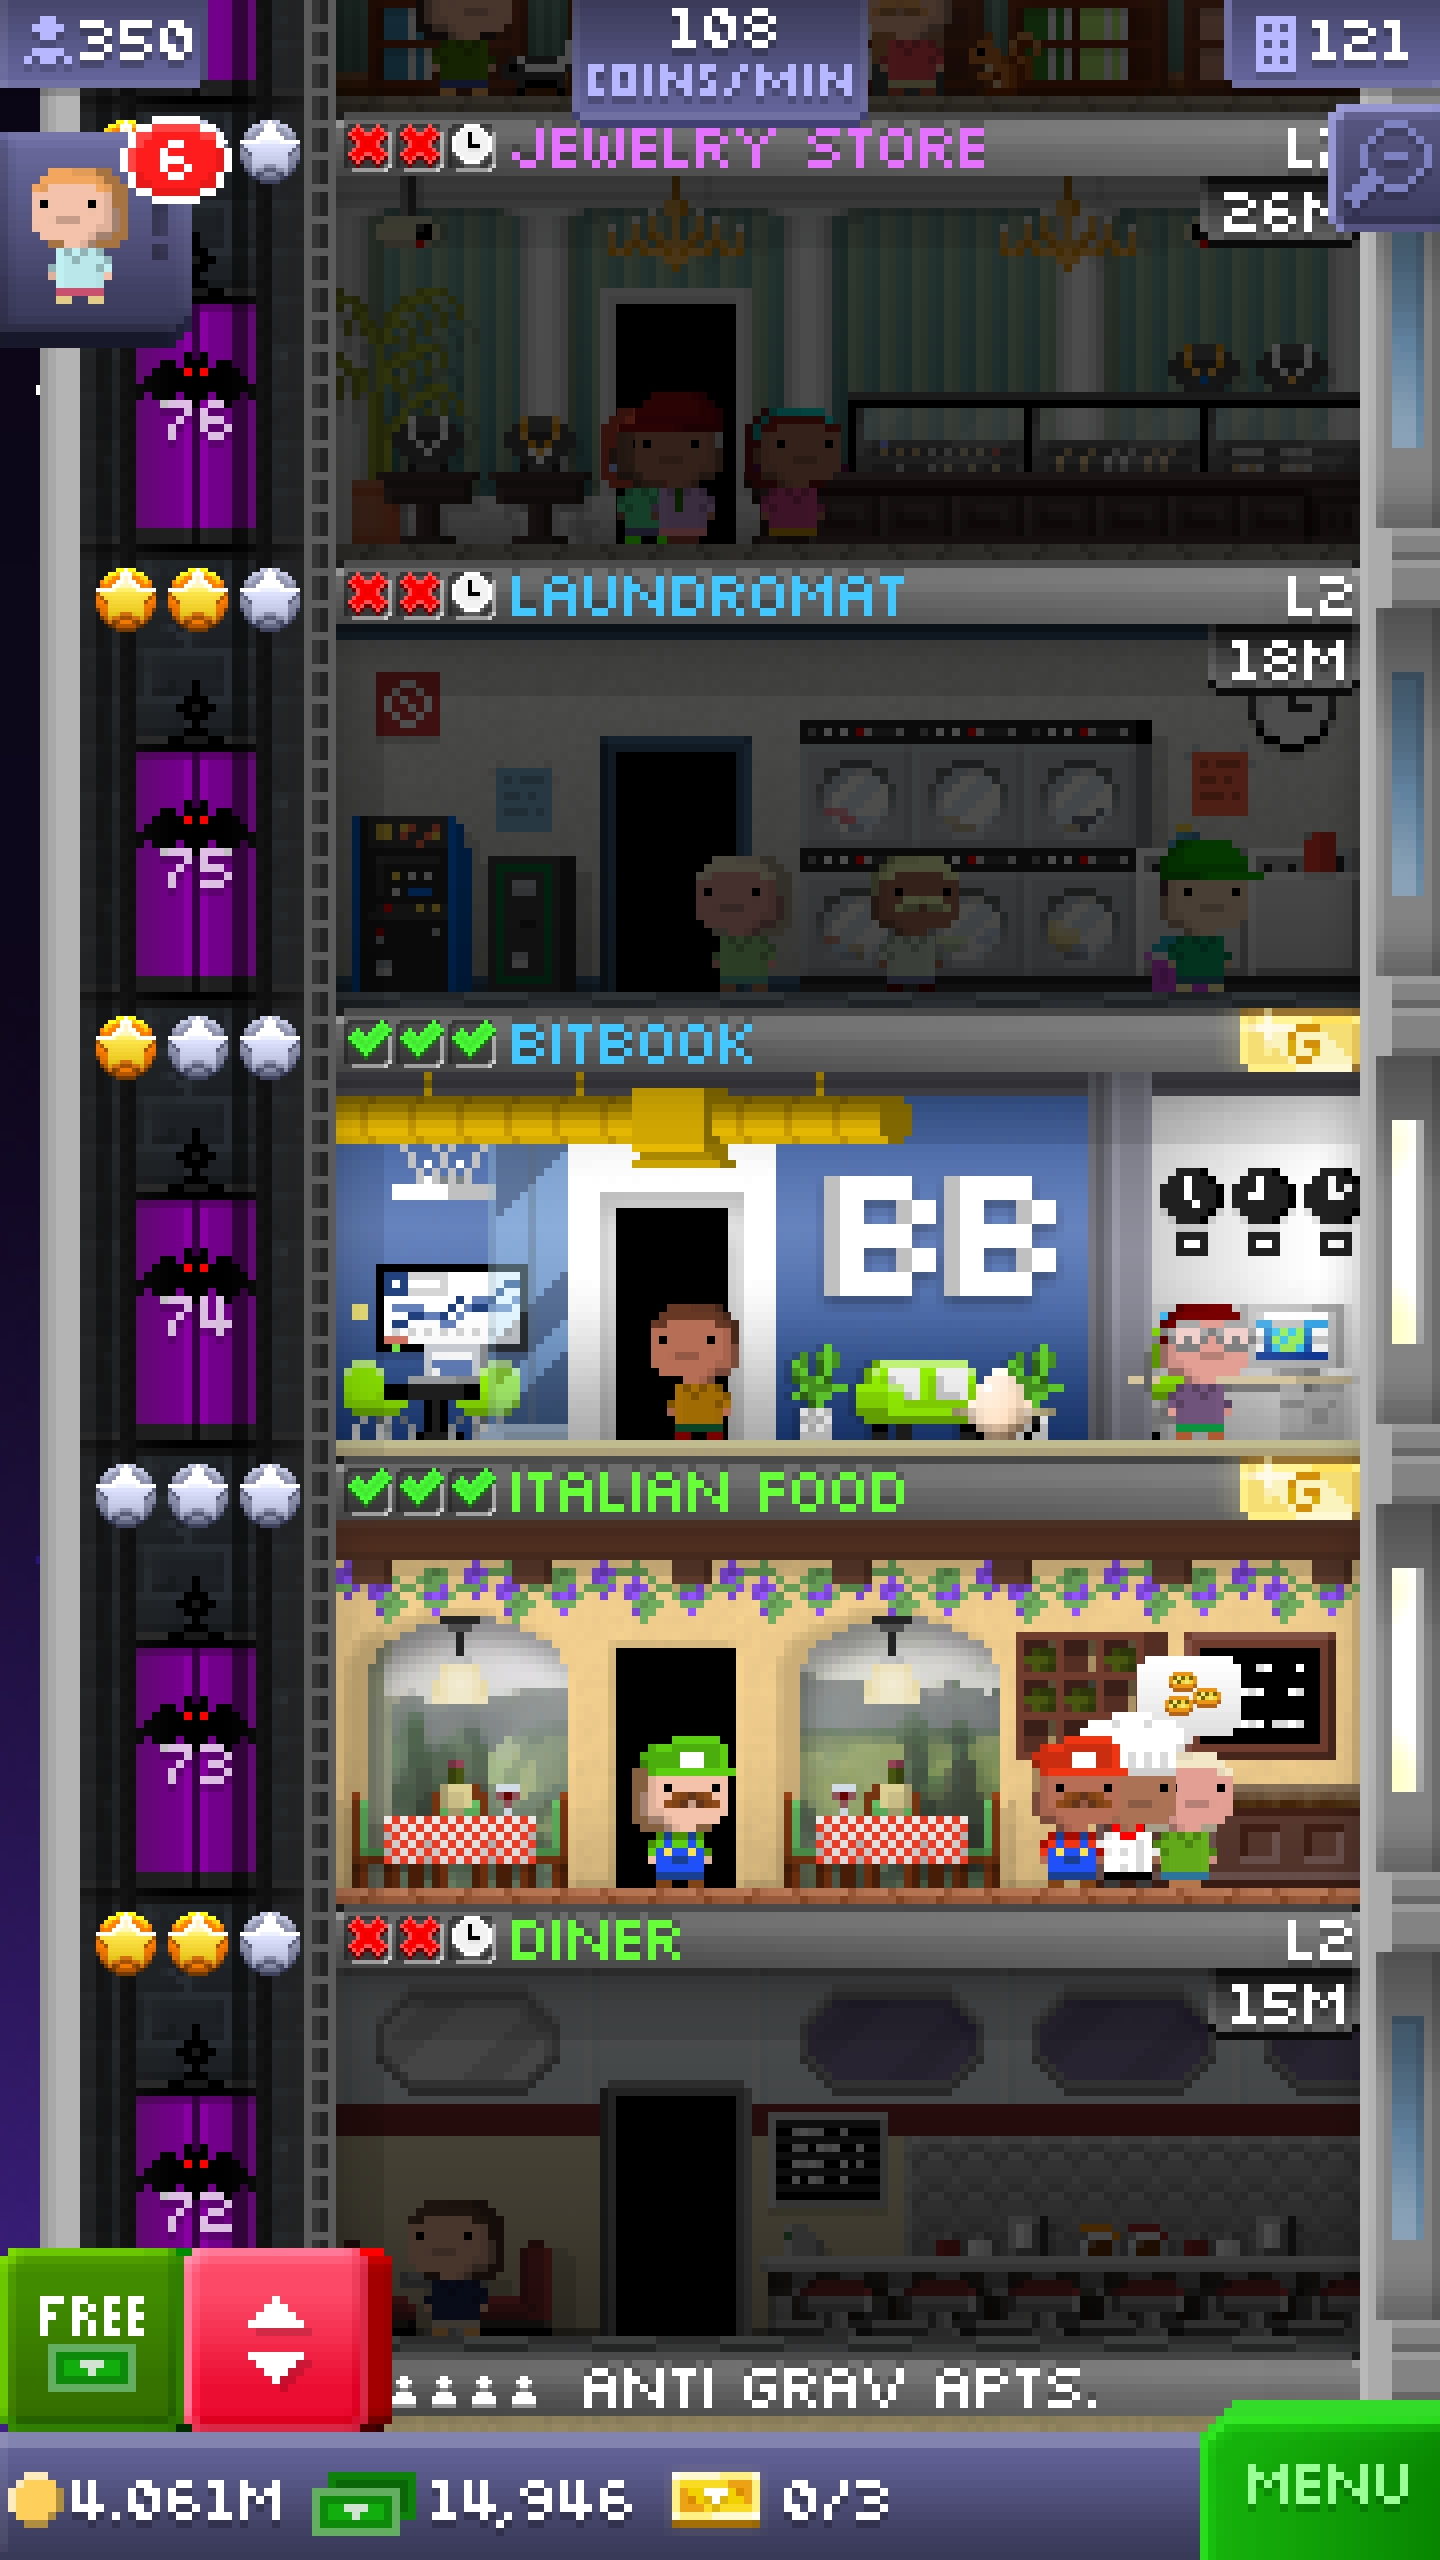 350
108
COINS/MIN
121
6
JEWELRY STORE
26M
76
LAUNDROMAT L2
18M
75
BITBOOK G
BB
74
ITALIAN FOOD G
73
DINER L2
15M
72
FREE
ANTI GRAV APTS.
4.061M 14,946 0/3
MENU